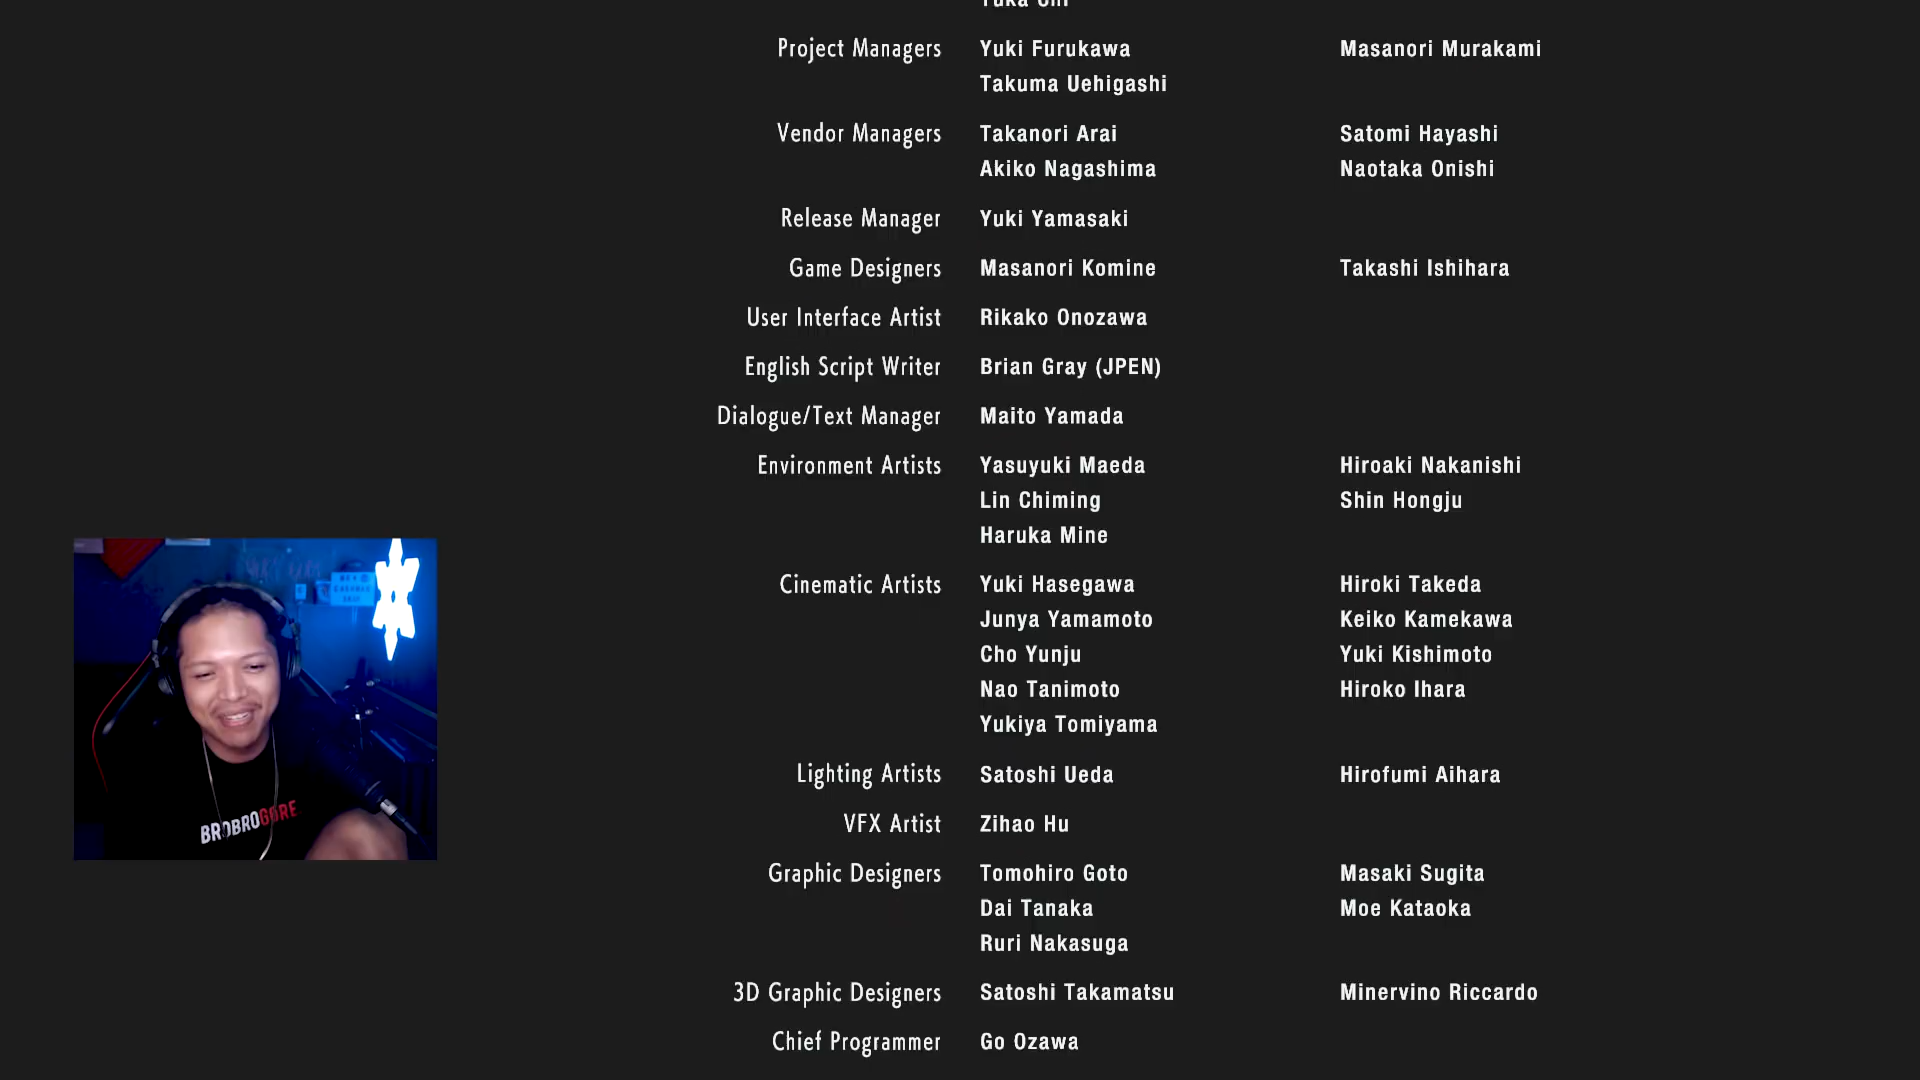 Project Managers Yuki Furukawa Masanori Murakami
Takuma Uehigashi
Vendor Managers Takanori Arai Satomi Hayashi
Akiko Nagashima Naotaka Onishi
Release Manager Yuki Yamasaki
Game Designers Masanori Komine Takashi Ishihara
User Interface Artist Rikako Onozawa
English Script Writer Brian Gray (JPEN)
Dialogue/Text Manager Maito Yamada
Environment Artists Yasuyuki Maeda Hiroaki Nakanishi
Lin Chiming Shin Hongju
Haruka Mine
Cinematic Artists Yuki Hasegawa Hiroki Takeda
Junya Yamamoto Keiko Kamekawa
Cho Yunju Yuki Kishimoto
Nao Tanimoto Hiroko Ihara
Yukiya Tomiyama
Lighting Artists Satoshi Ueda Hirofumi Aihara
VFX Artist Zihao Hu
Graphic Designers Tomohiro Goto Masaki Sugita
Dai Tanaka Moe Kataoka
Ruri Nakasuga
3D Graphic Designers Satoshi Takamatsu Minervino Riccardo
Chief Programmer Go Ozawa
BROBROGORE